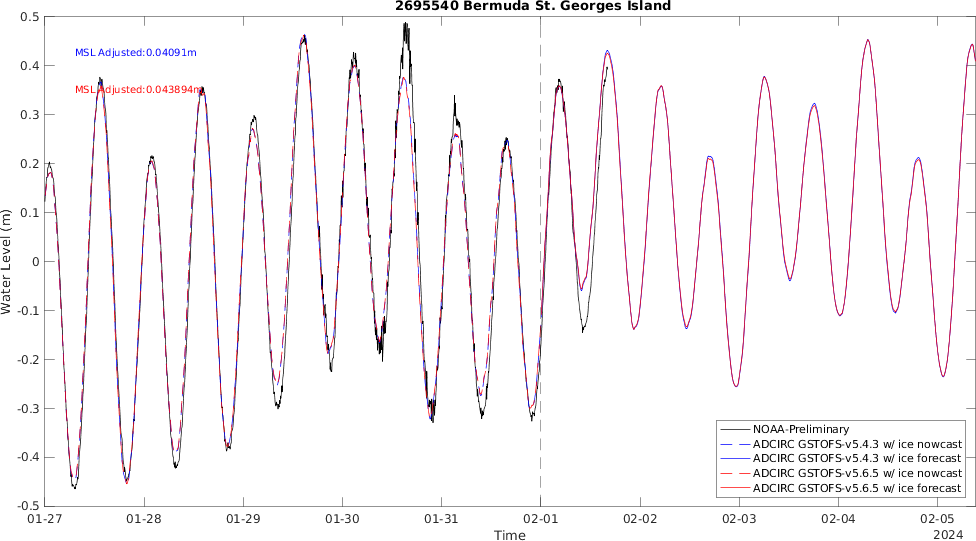 2695540 Bermuda St. Georges Island
MSL Adjusted:0.04091m
MSL Adjusted:0.043894m
Water Level (m)
0.5
0.4
0.3
0.2
0.1
0
-0.1
-0.2
-0.3
-0.4
-0.5
NOAA-Preliminary
ADCIRC GSTOFS-v5.4.3 w/ ice nowcast
ADCIRC GSTOFS-v5.4.3 w/ ice forecast
ADCIRC GSTOFS-v5.6.5 w/ ice nowcast
ADCIRC GSTOFS-v5.6.5 w/ ice forecast
01-27 01-28 01-29 01-30 01-31 02-01 02-02 02-03 02-04 02-05
Time
2024